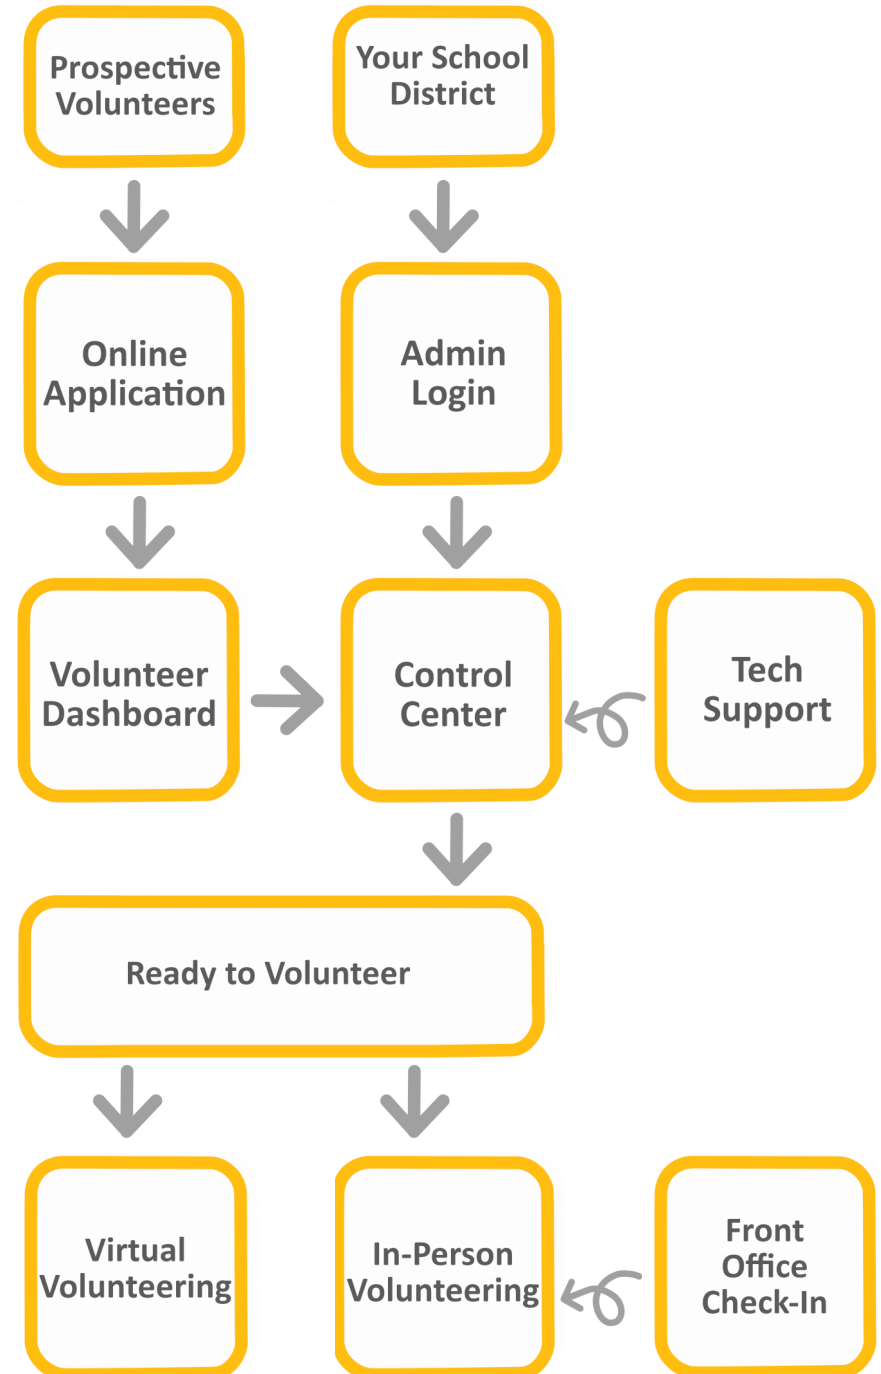 Prospective
Volunteers
Your School
District
Online
Application
Admin
Login
Volunteer
Dashboard
Control
Center
Tech
Support
Ready to Volunteer
Virtual
Volunteering
In-Person
Volunteering
Front
Office
Check-In